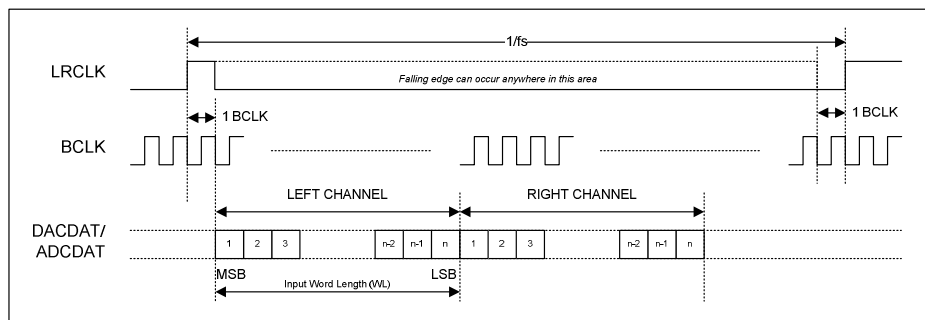 1/fs
LRCLK
Falling edge can occur anywhere in this area
1 BCLK
1 BCLK
BCLK
LEFT CHANNEL
RIGHT CHANNEL
DACDAT/
ADCDAT
1 2 3 n-2 n-1 n 1 2 3 n-2 n-1 n
MSB
LSB
Input Word Length (WL)